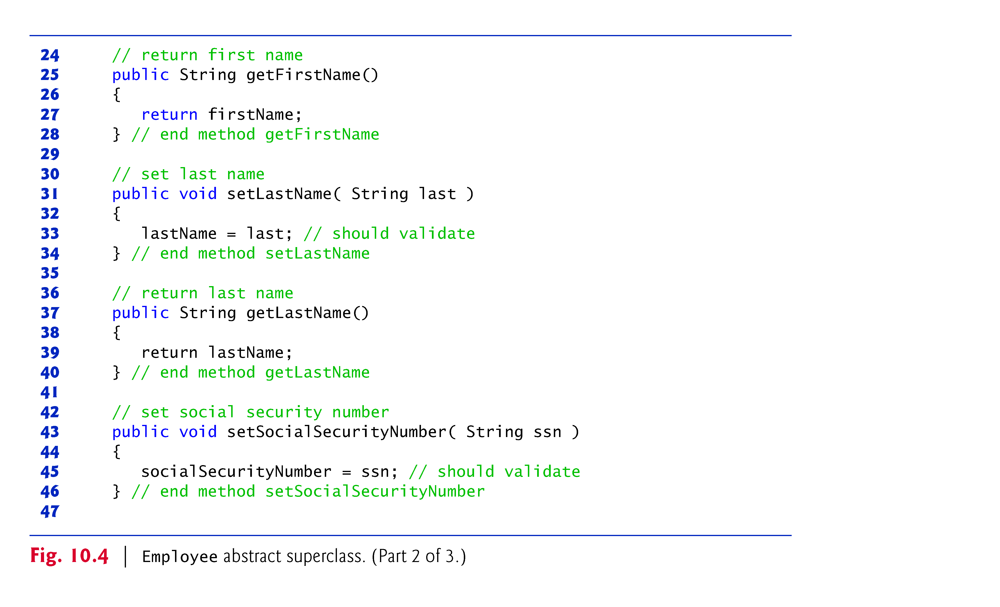 24 // return first name
25 public String getFirstName()
26 {
27 return firstName;
28 } // end method getFirstName
29
30 // set last name
31 public void setLastName( String last )
32 {
33 lastName = last; // should validate
34 } // end method setLastName
35
36 // return last name
37 public String getLastName()
38 {
39 return lastName;
40 } // end method getLastName
41
42 // set social security number
43 public void setSocialSecurityNumber( String ssn )
44 {
45 socialSecurityNumber = ssn; // should validate
46 } // end method setSocialSecurityNumber
47
Fig. 10.4 | Employee abstract superclass. (Part 2 of 3.)